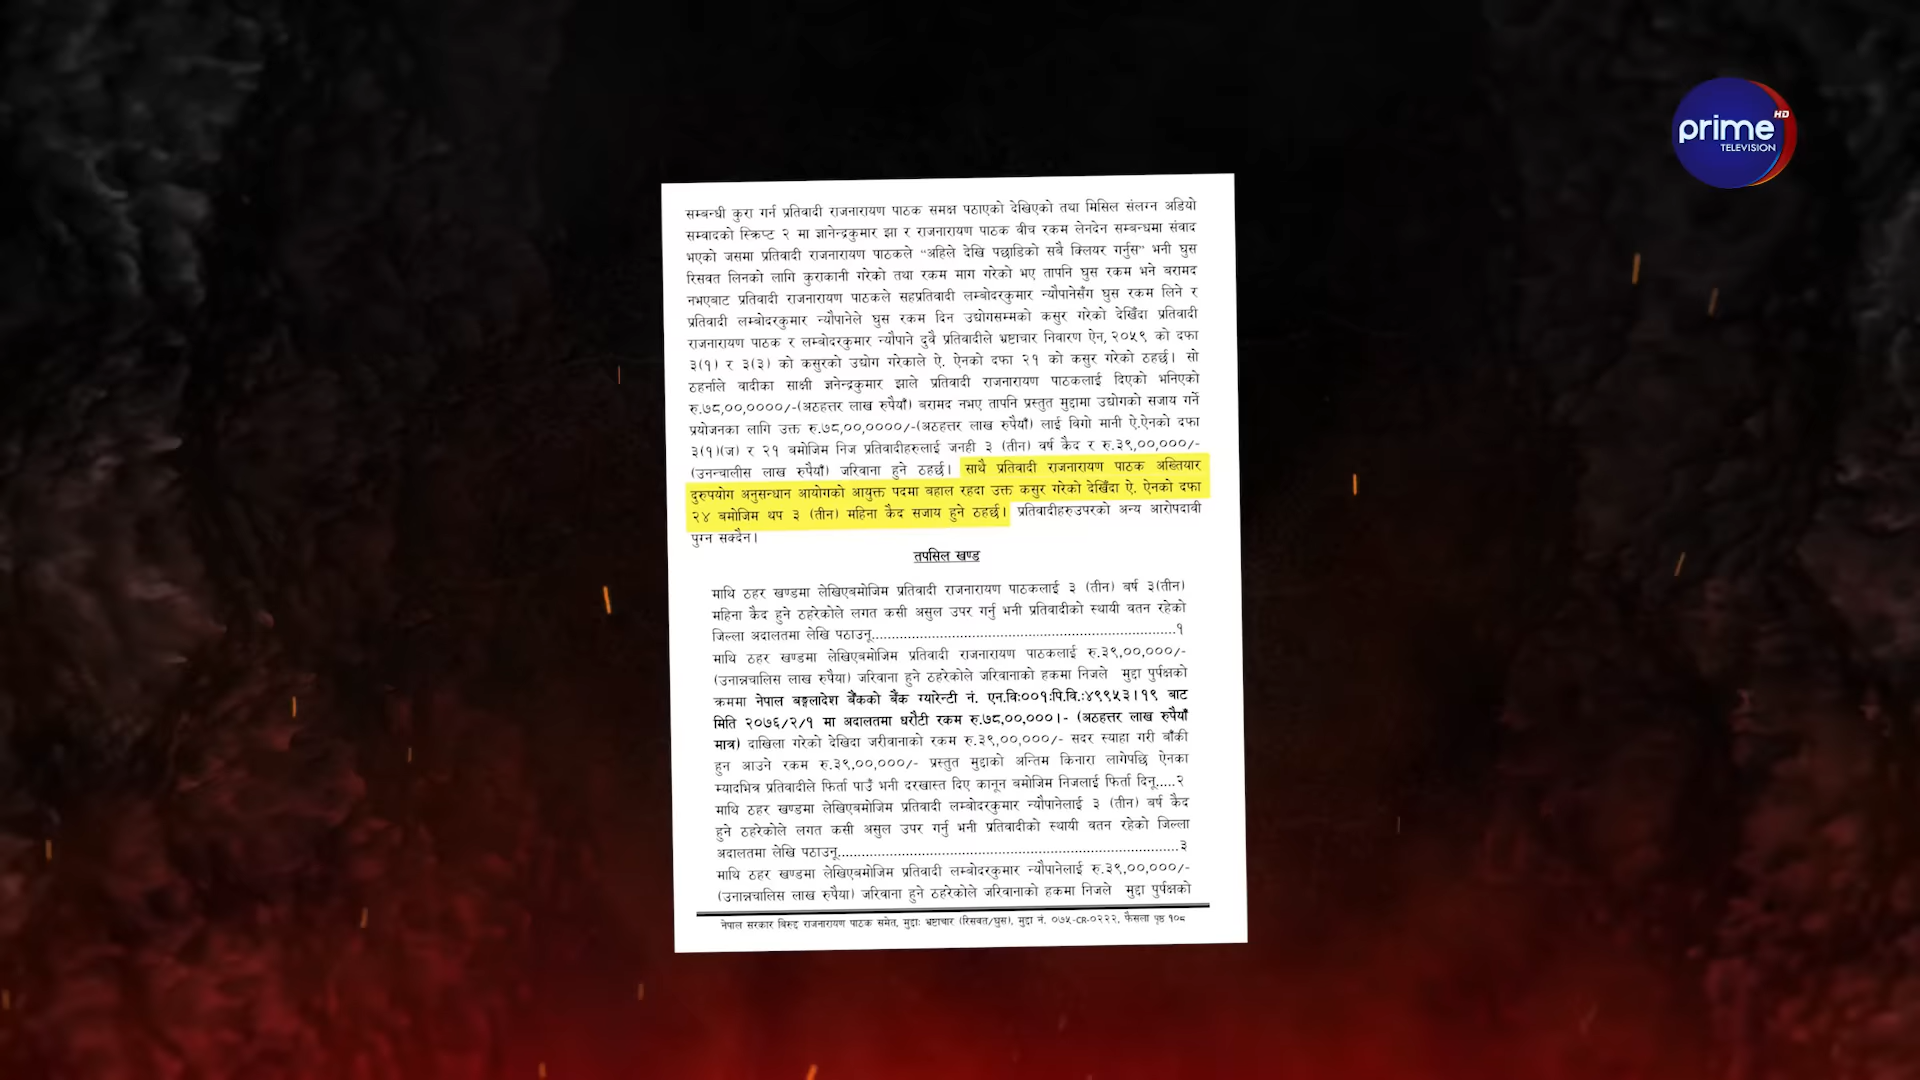 prime HD
TELEVISION
सम्बन्धी कुरा गर्न प्रतिवादी राजनारायण पाठक समक्ष पठाएको देखिएको तथा मिसिल संलग्न अडियो
सम्वादको स्क्रिप्ट २ मा ज्ञानेन्द्रकुमार झा र राजनारायण पाठक वीच रकम लेनदेन सम्बन्धमा संवाद
भएको जसमा प्रतिवादी राजनारायण पाठकले “अहिले देखि पछाडिको सबै क्लियर गर्नुस” भनी घुस
रिसवत लिनको लागि कुराकानी गरेको तथा रकम माग गरेको भए तापनि घुस रकम भने बरामद
नभएबाट प्रतिवादी राजनारायण पाठकले सहप्रतिवादी लम्बोदरकुमार न्यौपानेसँग घुस रकम लिने र
प्रतिवादी लम्बोदरकुमार न्यौपानेले घुस रकम दिन उद्योगसम्मको कसुर गरेको देखिँदा प्रतिवादी
राजनारायण पाठक र लम्बोदरकुमार न्यौपाने दुवै प्रतिवादीले भ्रष्टाचार निवारण ऐन, २०५९ को दफा
३(१) र ३(३) को कसुरको उद्योग गरेकाले ऐ. ऐनको दफा २१ को कसुर गरेको ठहर्छ। सो
ठहर्नाले वादीका साक्षी ज्ञनेन्द्रकुमार झाले प्रतिवादी राजनारायण पाठकलाई दिएको भनिएको
रु.७८,००,००००/-(अठहत्तर लाख रुपैयाँ) बरामद नभए तापनि प्रस्तुत मुद्दामा उद्योगको सजाय गर्ने
प्रयोजनका लागि उक्त रु.७८,००,००००/-(अठहत्तर लाख रुपैयाँ) लाई विगो मानी ऐ.ऐनको दफा
३(१)(ज) र २१ बमोजिम निज प्रतिवादीहरुलाई जनही ३ (तीन) वर्ष कैद र रु.३९,००,०००/-
(उनन्चालीस लाख रुपैयाँ) जरिवाना हुने ठहर्छ। साथै प्रतिवादी राजनारायण पाठक अख्तियार
दुरुपयोग अनुसन्धान आयोगको आयुक्त पदमा बहाल रहदा उक्त कसुर गरेको देखिँदा ऐ. ऐनको दफा
२४ बमोजिम थप ३ (तीन) महिना कैद सजाय हुने ठहर्छ। प्रतिवादीहरुउपरको अन्य आरोपदावी
पुग्न सक्दैन।
तपसिल खण्ड
माथि ठहर खण्डमा लेखिएबमोजिम प्रतिवादी राजनारायण पाठकलाई ३ (तीन) वर्ष ३(तीन)
महिना कैद हुने ठहरेकोले लगत कसी असुल उपर गर्नु भनी प्रतिवादीको स्थायी वतन रहेको
जिल्ला अदालतमा लेखि पठाउनू............................................................................१
माथि ठहर खण्डमा लेखिएबमोजिम प्रतिवादी राजनारायण पाठकलाई रु.३९,००,०००/-
(उनान्नचालिस लाख रुपैया) जरिवाना हुने ठहरेकोले जरिवानाको हकमा निजले मुद्दा पुर्पक्षको
क्रममा नेपाल बङ्गलादेश बैँकको बैँक ग्यारेन्टी नं. एन.वि:००१:पि.वि.:४९९५३।१९ बाट
मिति २०७६/२/१ मा अदालतमा धरौटी रकम रु.७८,००,०००।- (अठहत्तर लाख रुपैयाँ
मात्र) दाखिला गरेको देखिदा जरीवानाको रकम रु.३९,००,०००/- सदर स्याहा गरी बाँकी
हुन आउने रकम रु.३९,००,०००/- प्रस्तुत मुद्दाको अन्तिम किनारा लागेपछि ऐनका
म्यादभित्र प्रतिवादीले फिर्ता पाउँ भनी दरखास्त दिए कानून बमोजिम निजलाई फिर्ता दिनू.....२
माथि ठहर खण्डमा लेखिएबमोजिम प्रतिवादी लम्बोदरकुमार न्यौपानेलाई ३ (तीन) वर्ष कैद
हुने ठहरेकोले लगत कसी असुल उपर गर्नु भनी प्रतिवादीको स्थायी वतन रहेको जिल्ला
अदालतमा लेखि पठाउनू.....................................................................................३
माथि ठहर खण्डमा लेखिएबमोजिम प्रतिवादी लम्बोदरकुमार न्यौपानेलाई रु.३९,००,०००/-
(उनान्नचालिस लाख रुपैया) जरिवाना हुने ठहरेकोले जरिवानाको हकमा निजले मुद्दा पुर्पक्षको
नेपाल सरकार बिरुद्द राजनारायण पाठक समेत, मुद्दाः भ्रष्टाचार (रिसवत/घुस), मुद्दा नं. ०७५-CR-०२२२, फैसला पृष्ठ १०८